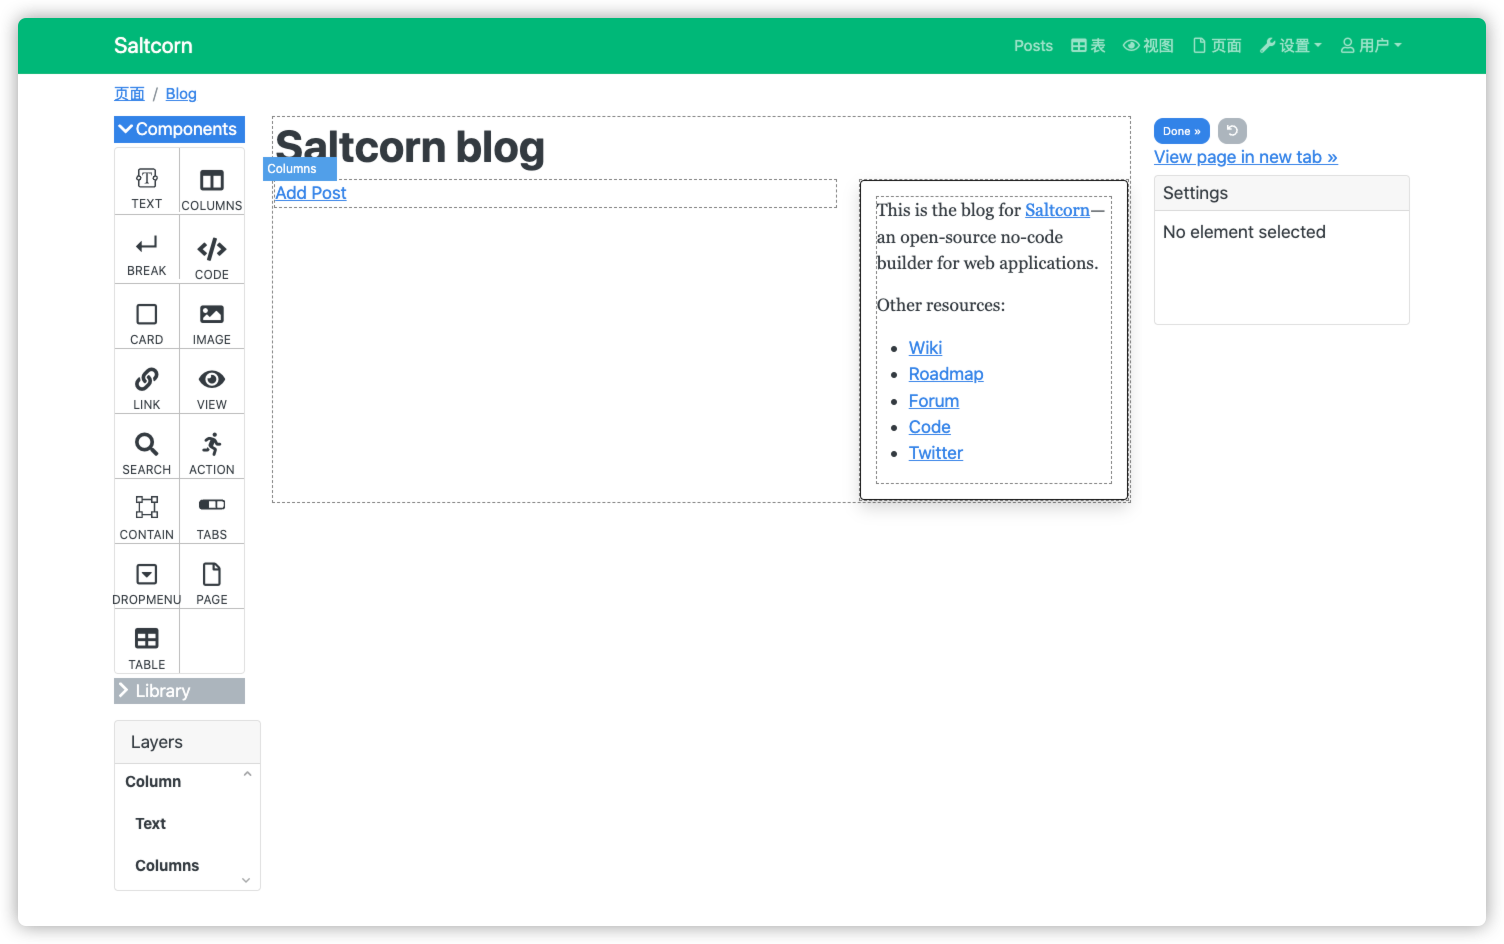 Saltcorn
Posts 表 视图 页面 设置 用户
页面 / Blog
Components
TEXT COLUMNS
BREAK CODE
CARD IMAGE
LINK VIEW
SEARCH ACTION
CONTAIN TABS
DROPMENU PAGE
TABLE
Library
Layers
Column
Text
Columns
Saltcorn blog
Columns
Add Post
This is the blog for Saltcorn—
an open-source no-code
builder for web applications.
Other resources:
• Wiki
• Roadmap
• Forum
• Code
• Twitter
Done »
View page in new tab »
Settings
No element selected